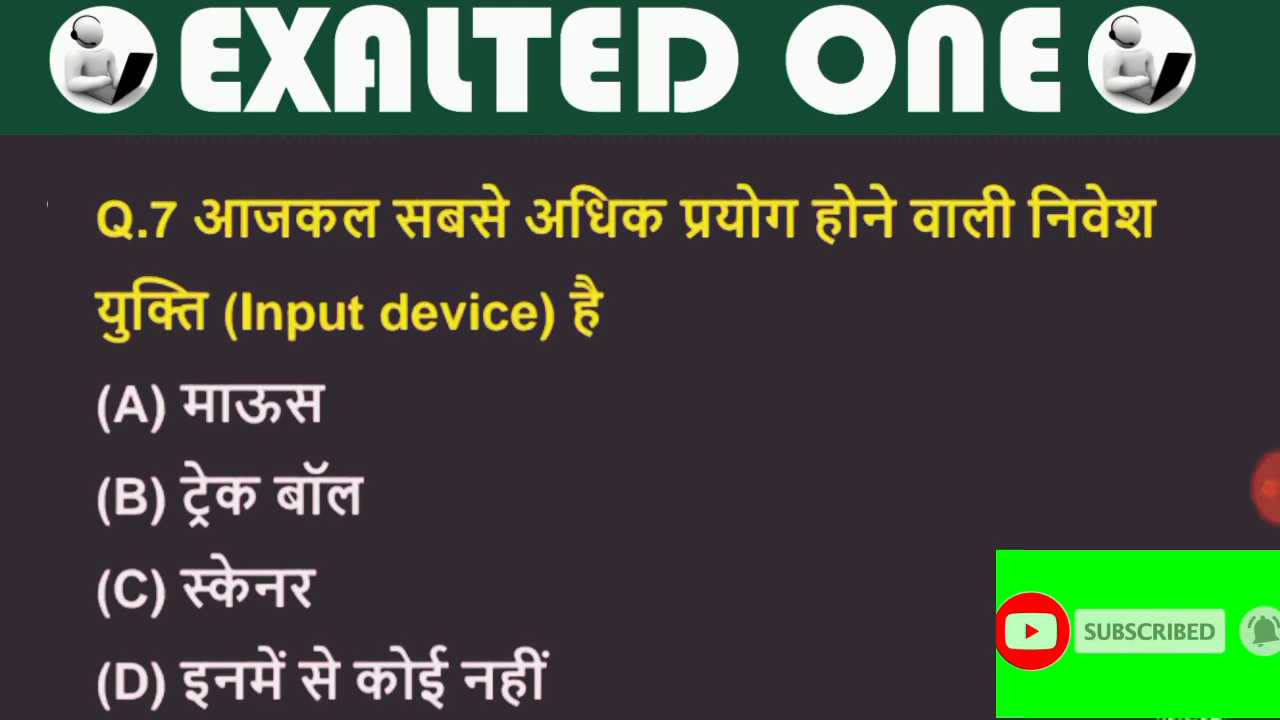 EXALTED ONE
Q.7 आजकल सबसे अधिक प्रयोग होने वाली निवेश
युक्ति (Input device) है
(A) माऊस
(B) ट्रेक बॉल
(C) स्केनर
(D) इनमें से कोई नहीं
SUBSCRIBED